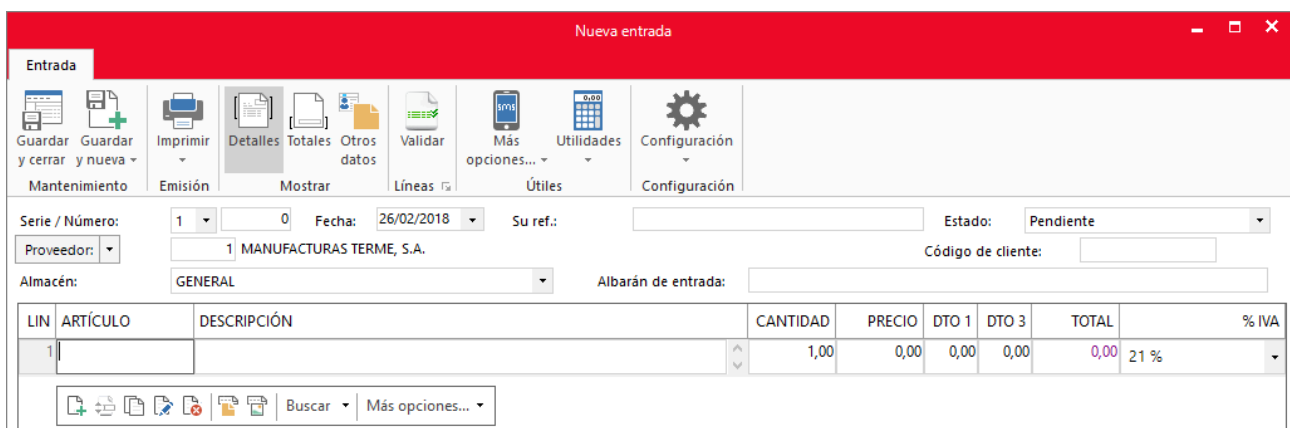 Nueva entrada
Entrada
Guardar y cerrar
Guardar y nueva
Imprimir
Detalles
Totales
Otros datos
sms
0,00
Validar
Más opciones...
Utilidades
Configuración
Mantenimiento
Emisión
Mostrar
Líneas
Útiles
Configuración
Serie / Número: 1 0 Fecha: 26/02/2018 Su ref.: Estado: Pendiente
Proveedor: 1 MANUFACTURAS TERME, S.A. Código de cliente:
Almacén: GENERAL Albarán de entrada:
LIN ARTÍCULO DESCRIPCIÓN CANTIDAD PRECIO DTO 1 DTO 3 TOTAL % IVA
1 1,00 0,00 0,00 0,00 0,00 21 %
Buscar Más opciones...